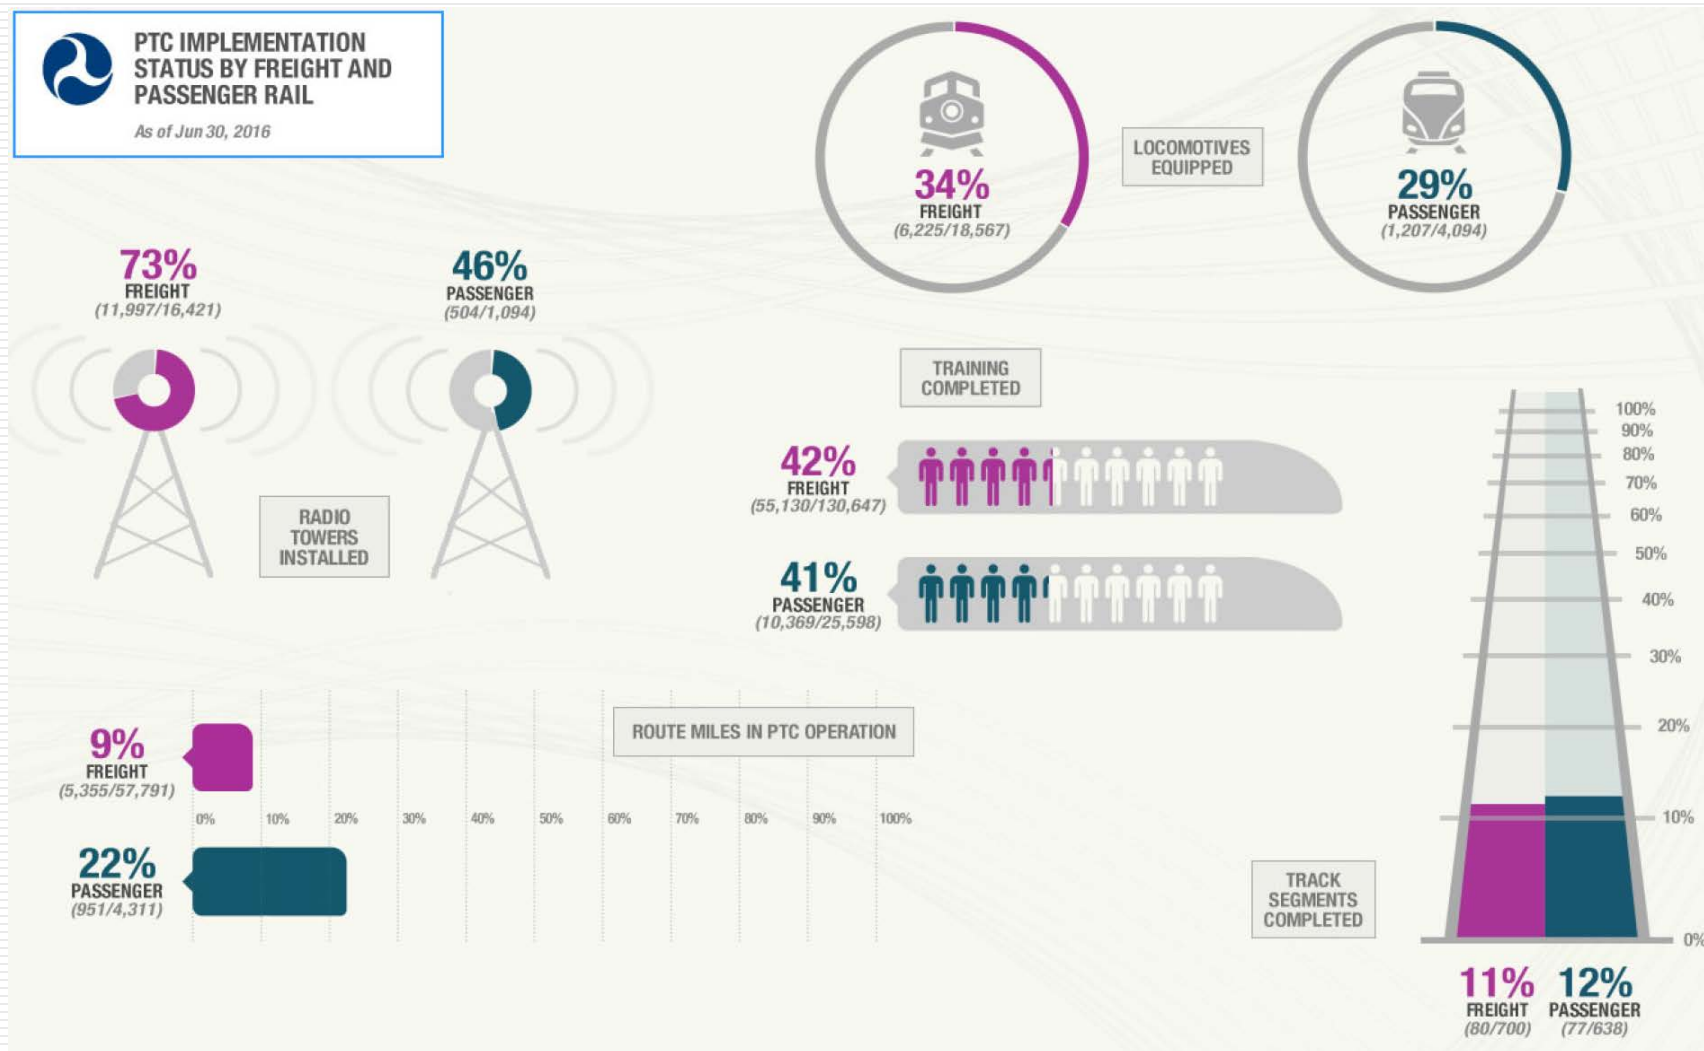 PTC IMPLEMENTATION
STATUS BY FREIGHT AND
PASSENGER RAIL
As of Jun 30, 2016
34%
FREIGHT
(6,225/18,567)
LOCOMOTIVES
EQUIPPED
29%
PASSENGER
(1,207/4,094)
73%
FREIGHT
(11,997/16,421)
46%
PASSENGER
(504/1,094)
RADIO
TOWERS
INSTALLED
TRAINING
COMPLETED
42%
FREIGHT
(55,130/130,647)
41%
PASSENGER
(10,369/25,598)
ROUTE MILES IN PTC OPERATION
9%
FREIGHT
(5,355/57,791)
0% 10% 20% 30% 40% 50% 60% 70% 80% 90% 100%
22%
PASSENGER
(951/4,311)
100%
90%
80%
70%
60%
50%
40%
30%
20%
10%
0%
TRACK
SEGMENTS
COMPLETED
11%
FREIGHT
(80/700)
12%
PASSENGER
(77/638)